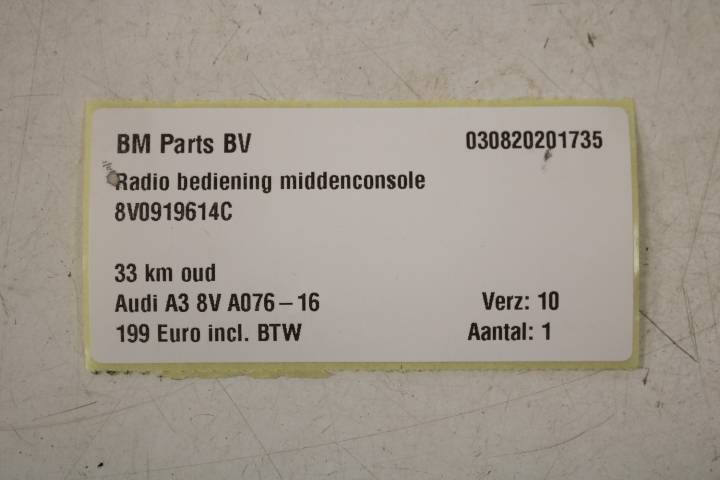 BM Parts BV 030820201735
Radio bediening middenconsole
8V0919614C
33 km oud
Audi A3 8V A076-16 Verz: 10
199 Euro incl. BTW Aantal: 1